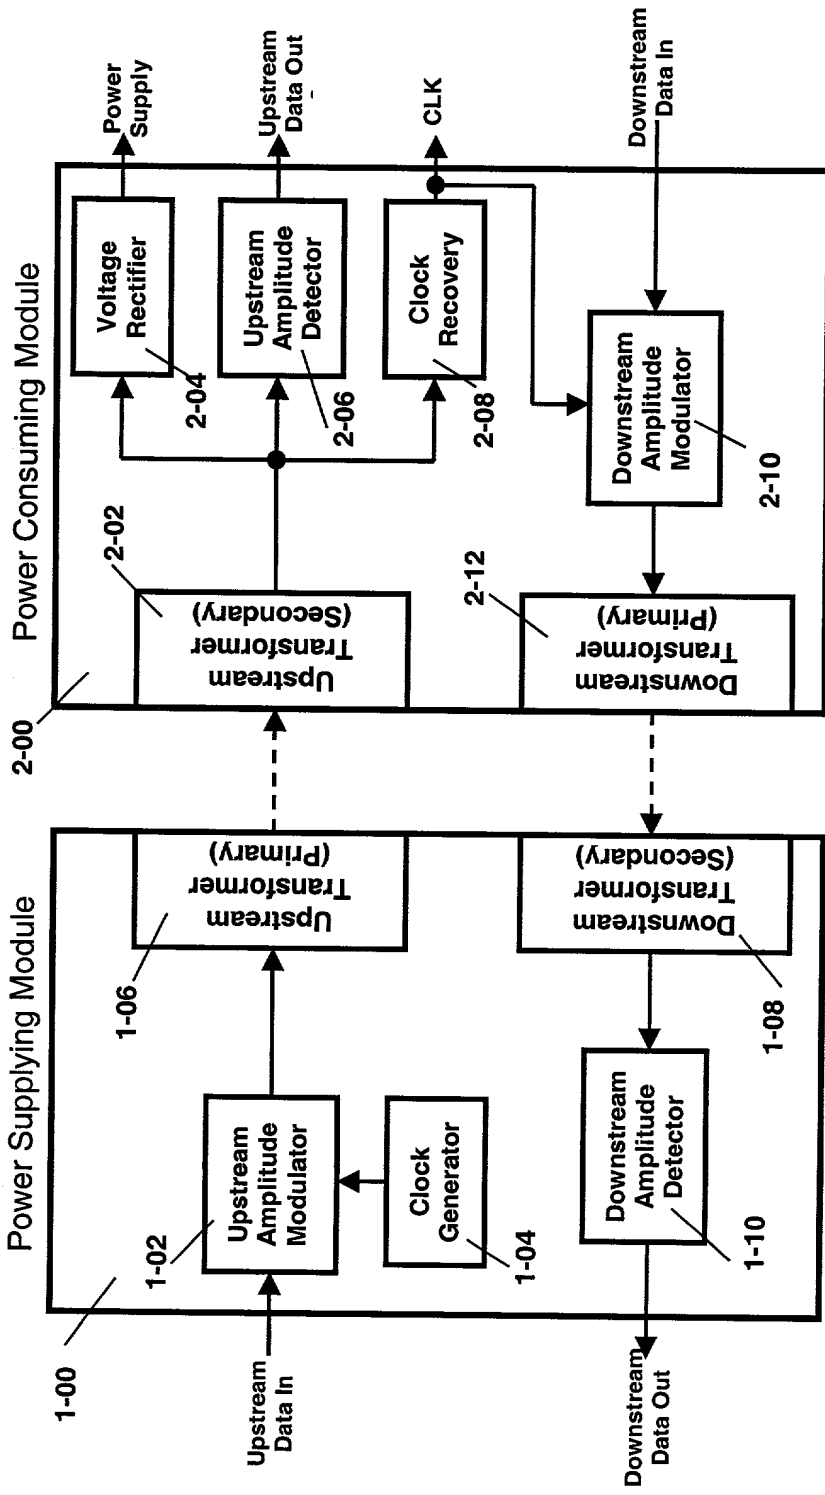 Power Supplying Module
1-00
Upstream
Data In
1-02
Upstream
Amplitude
Modulator
Clock
Generator
1-04
1-06
Upstream
Transformer
(Primary)
Downstream
Transformer
(Secondary)
1-08
Downstream
Amplitude
Detector
1-10
Downstream
Data Out
Power Consuming Module
2-00
Upstream
Transformer
(Secondary)
2-02
Voltage
Rectifier
2-04
Power
Supply
Upstream
Amplitude
Detector
2-06
Upstream
Data Out
Clock
Recovery
2-08
CLK
Downstream
Data In
Downstream
Amplitude
Modulator
2-10
2-12
Downstream
Transformer
(Primary)